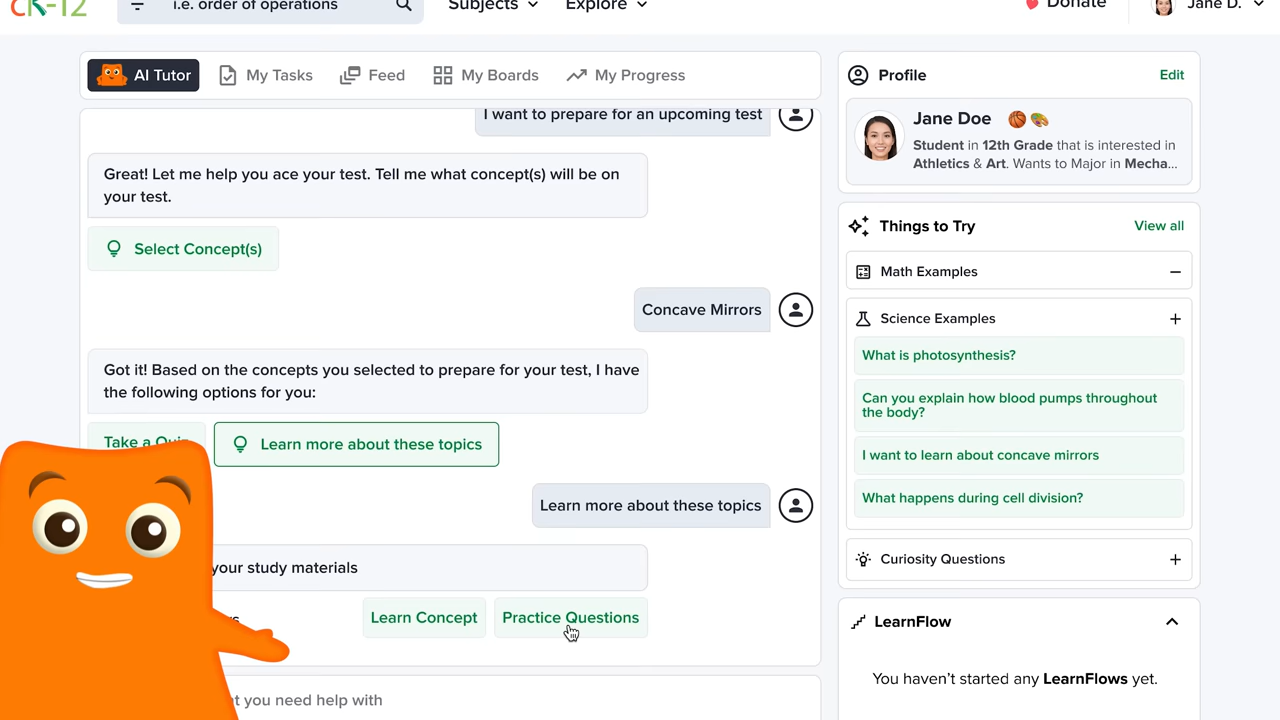 CK-12
i.e. order of operations
Subjects
Explore
Donate
Jane D.
AI Tutor
My Tasks
Feed
My Boards
My Progress
I want to prepare for an upcoming test
Great! Let me help you ace your test. Tell me what concept(s) will be on
your test.
Select Concept(s)
Concave Mirrors
Got it! Based on the concepts you selected to prepare for your test, I have
the following options for you:
Take a Quiz
Learn more about these topics
Learn more about these topics
your study materials
Learn Concept
Practice Questions
you need help with
Profile
Edit
Jane Doe
Student in 12th Grade that is interested in
Athletics & Art. Wants to Major in Mecha...
Things to Try
View all
Math Examples
Science Examples
What is photosynthesis?
Can you explain how blood pumps throughout
the body?
I want to learn about concave mirrors
What happens during cell division?
Curiosity Questions
LearnFlow
You haven't started any LearnFlows yet.